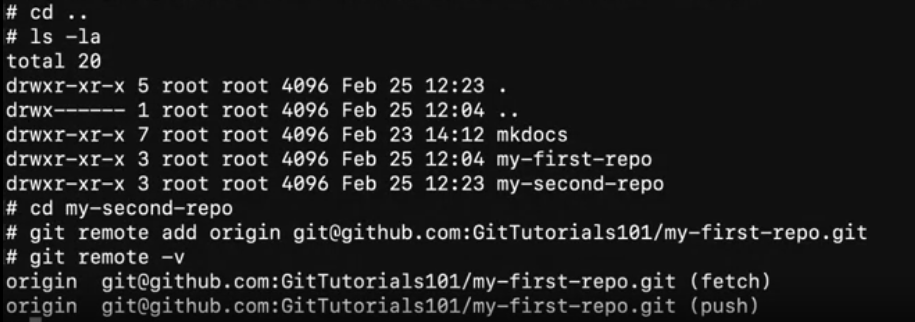 # cd ..
# ls -la
total 20
drwxr-xr-x 5 root root 4096 Feb 25 12:23 .
drwx------ 1 root root 4096 Feb 25 12:04 ..
drwxr-xr-x 7 root root 4096 Feb 23 14:12 mkdocs
drwxr-xr-x 3 root root 4096 Feb 25 12:04 my-first-repo
drwxr-xr-x 3 root root 4096 Feb 25 12:23 my-second-repo
# cd my-second-repo
# git remote add origin git@github.com:GitTutorials101/my-first-repo.git
# git remote -v
origin  git@github.com:GitTutorials101/my-first-repo.git (fetch)
origin  git@github.com:GitTutorials101/my-first-repo.git (push)